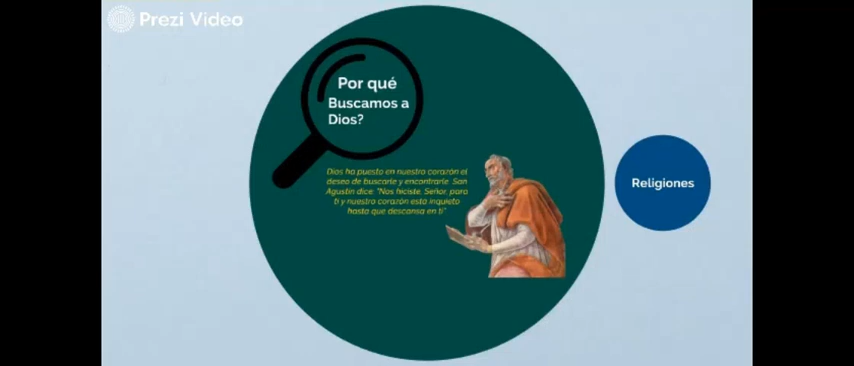 Prezi Video
Por qué
Buscamos a
Dios?
Dios ha puesto en nuestro corazón el
deseo de buscarle y encontrarle. San
Agustín dice: "Nos hiciste, Señor, para
ti y nuestro corazón está inquieto
hasta que descansa en ti"
Religiones